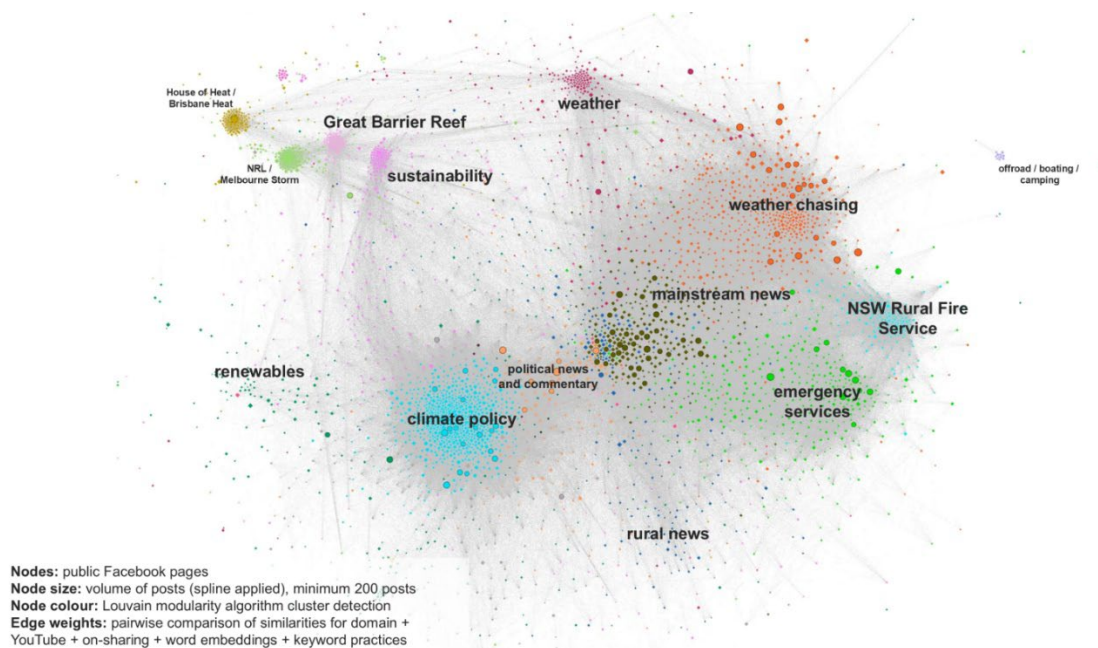 weather
House of Heat /
Brisbane Heat
Great Barrier Reef
NRL /
Melbourne Storm
sustainability
offroad / boating /
camping
weather chasing
mainstream news
NSW Rural Fire
Service
renewables
political news
and commentary
emergency
services
climate policy
rural news
Nodes: public Facebook pages
Node size: volume of posts (spline applied), minimum 200 posts
Node colour: Louvain modularity algorithm cluster detection
Edge weights: pairwise comparison of similarities for domain +
YouTube + on-sharing + word embeddings + keyword practices